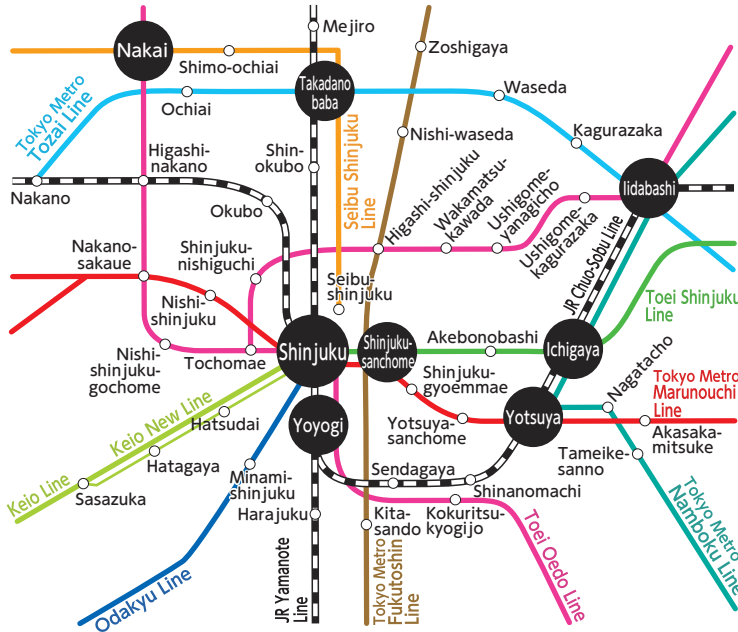 Mejiro
Zoshigaya
Nakai
Shimo-ochiai
Takadano
baba
Waseda
Ochiai
Tokyo Metro
Tozai Line
Kagurazaka
Nishi-waseda
Higashi-
nakano
Shin-
okubo
Seibu Shinjuku
Line
Iidabashi
Nakano
Okubo
Higashi-shinjuku
Wakamatsu-
kawada
Ushigome-
yanagicho
Ushigome-
kagurazaka
JR Chuo-Sobu Line
Nakano-
sakaue
Shinjuku-
nishiguchi
Nishi-
shinjuku
Seibu-
shinjuku
Toei Shinjuku
Line
Nishi-
shinjuku-
gochome
Tochomae
Shinjuku
Shinjuku-
sanchome
Akebonobashi
Ichigaya
Shinjuku-
gyoemmae
Nagatacho
Tokyo Metro
Marunouchi
Line
Keio New Line
Hatsudai
Yoyogi
Yotsuya-
sanchome
Yotsuya
Akasaka-
mitsuke
Hatagaya
Tameike-
sanno
Keio Line
Sasazuka
Minami-
shinjuku
Sendagaya
Shinanomachi
Harajuku
Kita-
sando
Kokuritsu-
kyogijo
Tokyo Metro
Namboku Line
Odakyu Line
JR Yamanote
Line
Tokyo Metro
Fukutoshin
Line
Toei Oedo Line